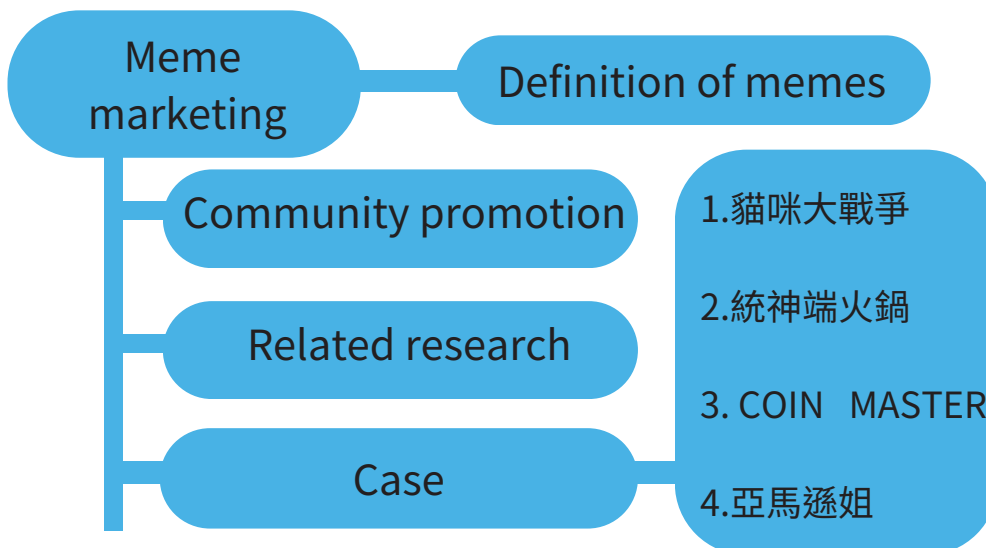 Meme
marketing
Definition of memes
Community promotion
Related research
Case
1.貓咪大戰爭
2.統神端火鍋
3. COIN MASTER
4.亞馬遜姐